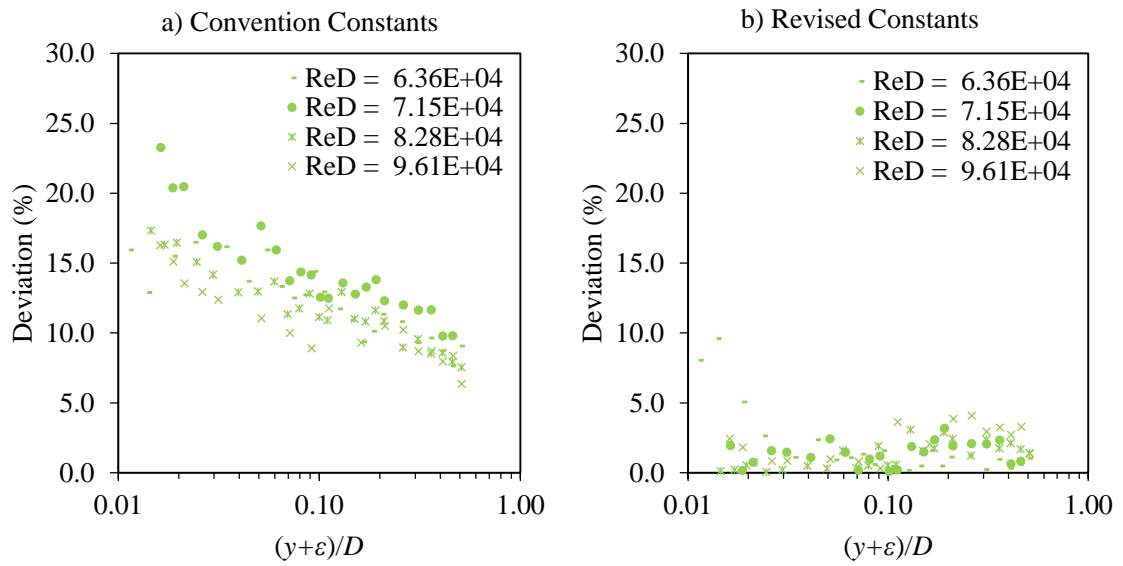 a) Convention Constants
30.0
25.0
20.0
15.0
10.0
5.0
0.0
Deviation (%)
ReD = 6.36E+04
ReD = 7.15E+04
ReD = 8.28E+04
ReD = 9.61E+04
0.01
0.10
1.00
(y+ε)/D
b) Revised Constants
30.0
25.0
20.0
15.0
10.0
5.0
0.0
Deviation (%)
ReD = 6.36E+04
ReD = 7.15E+04
ReD = 8.28E+04
ReD = 9.61E+04
0.01
0.10
1.00
(y+ε)/D